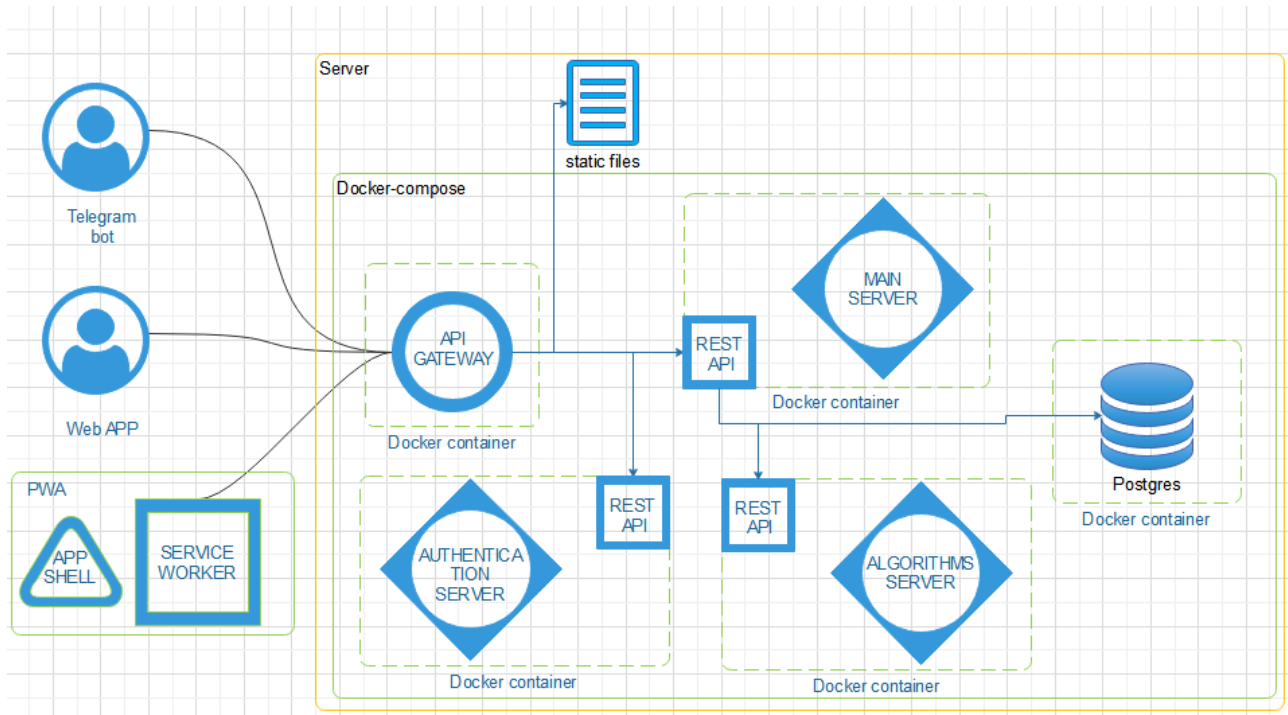 Server
static files
Docker-compose
Telegram
bot
MAIN
SERVER
API
GATEWAY
REST
API
Docker container
Web APP
Docker container
Postgres
PWA
APP
SHELL
SERVICE
WORKER
AUTHENTICA
TION
SERVER
REST
API
REST
API
ALGORITHMS
SERVER
Docker container
Docker container
Docker container